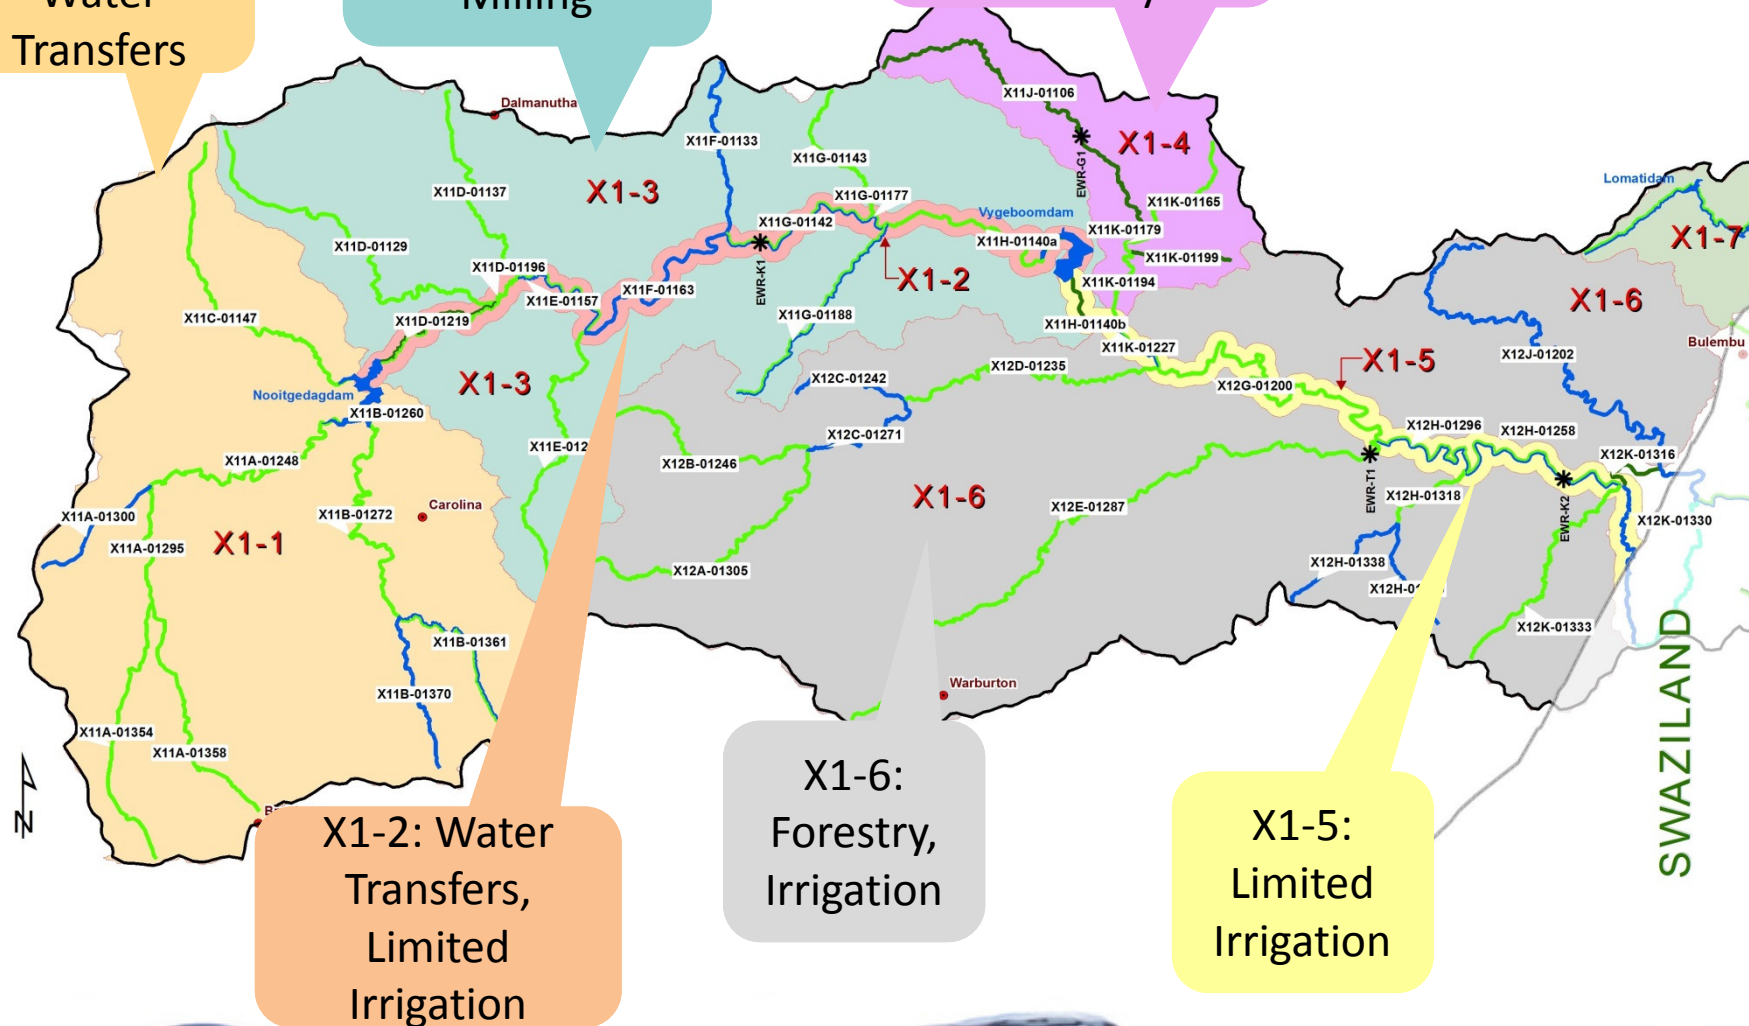 Water
Transfers
Milling
Dalmanutha
X11J-01106
X11F-01133
X1-4
X11G-01143
EWR-G1
Lomatidam
X11D-01137
X1-3
X11G-01177
X11K-01165
X11G-01142
Vygeboomdam
X11K-01179
X1-7
X11D-01129
X11H-01140a
X11K-01199
X11D-01196
EWR-K1
X1-2
X11K-01194
X1-6
X11E-01157
X11F-01163
X11C-01147
X11D-01219
X11G-01188
X11H-01140b
X11K-01227
Bulembu
X12J-01202
X1-5
X12D-01235
X1-3
X12C-01242
X12G-01200
Nooitgedagdam
X11B-01260
X12H-01296
X12H-01258
X12C-01271
X11E-012
X12K-01316
X11A-01248
X12B-01246
X1-6
EWR-T1
X12H-01318
EWR-K2
Carolina
X12E-01287
X11A-01300
X11B-01272
X12K-01330
X11A-01295
X1-1
X12A-01305
X12H-01338
X12H-0
X12K-01333
X11B-01361
SWAZILAND
X11B-01370
Warburton
X11A-01354
X11A-01358
N
X1-2: Water
Transfers,
Limited
Irrigation
X1-6:
Forestry,
Irrigation
X1-5:
Limited
Irrigation